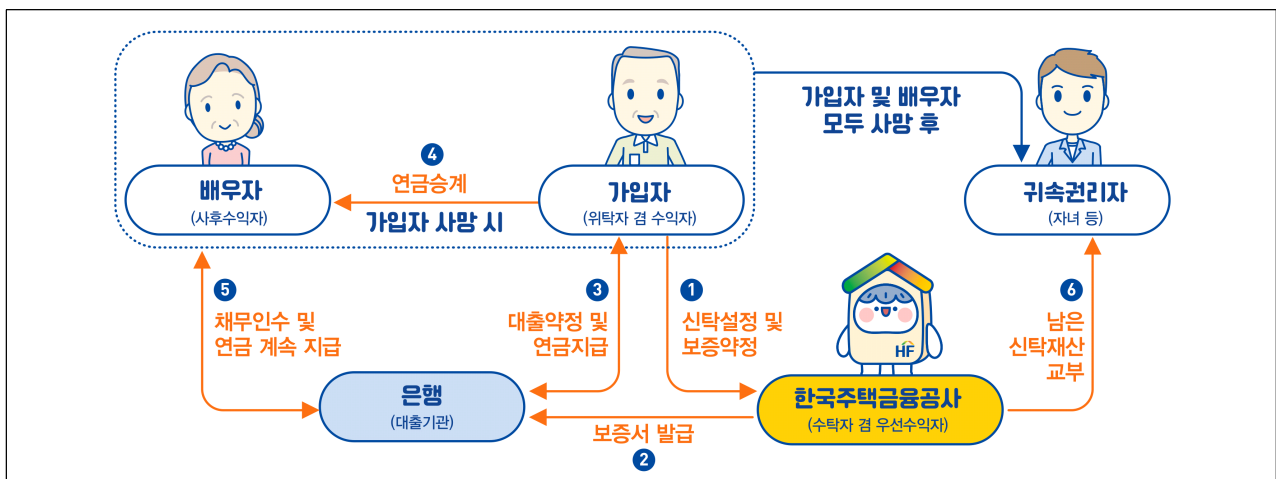 가입자 및 배우자
모두 사망 후
4
연금승계
가입자 사망 시
배우자
(사후수익자)
가입자
(위탁자 겸 수익자)
귀속권리자
(자녀 등)
5
채무인수 및
연금 계속 지급
3
대출약정 및
연금지급
1
신탁설정 및
보증약정
HF
6
남은
신탁재산
교부
은행
(대출기관)
한국주택금융공사
(수탁자 겸 우선수익자)
보증서 발급
2